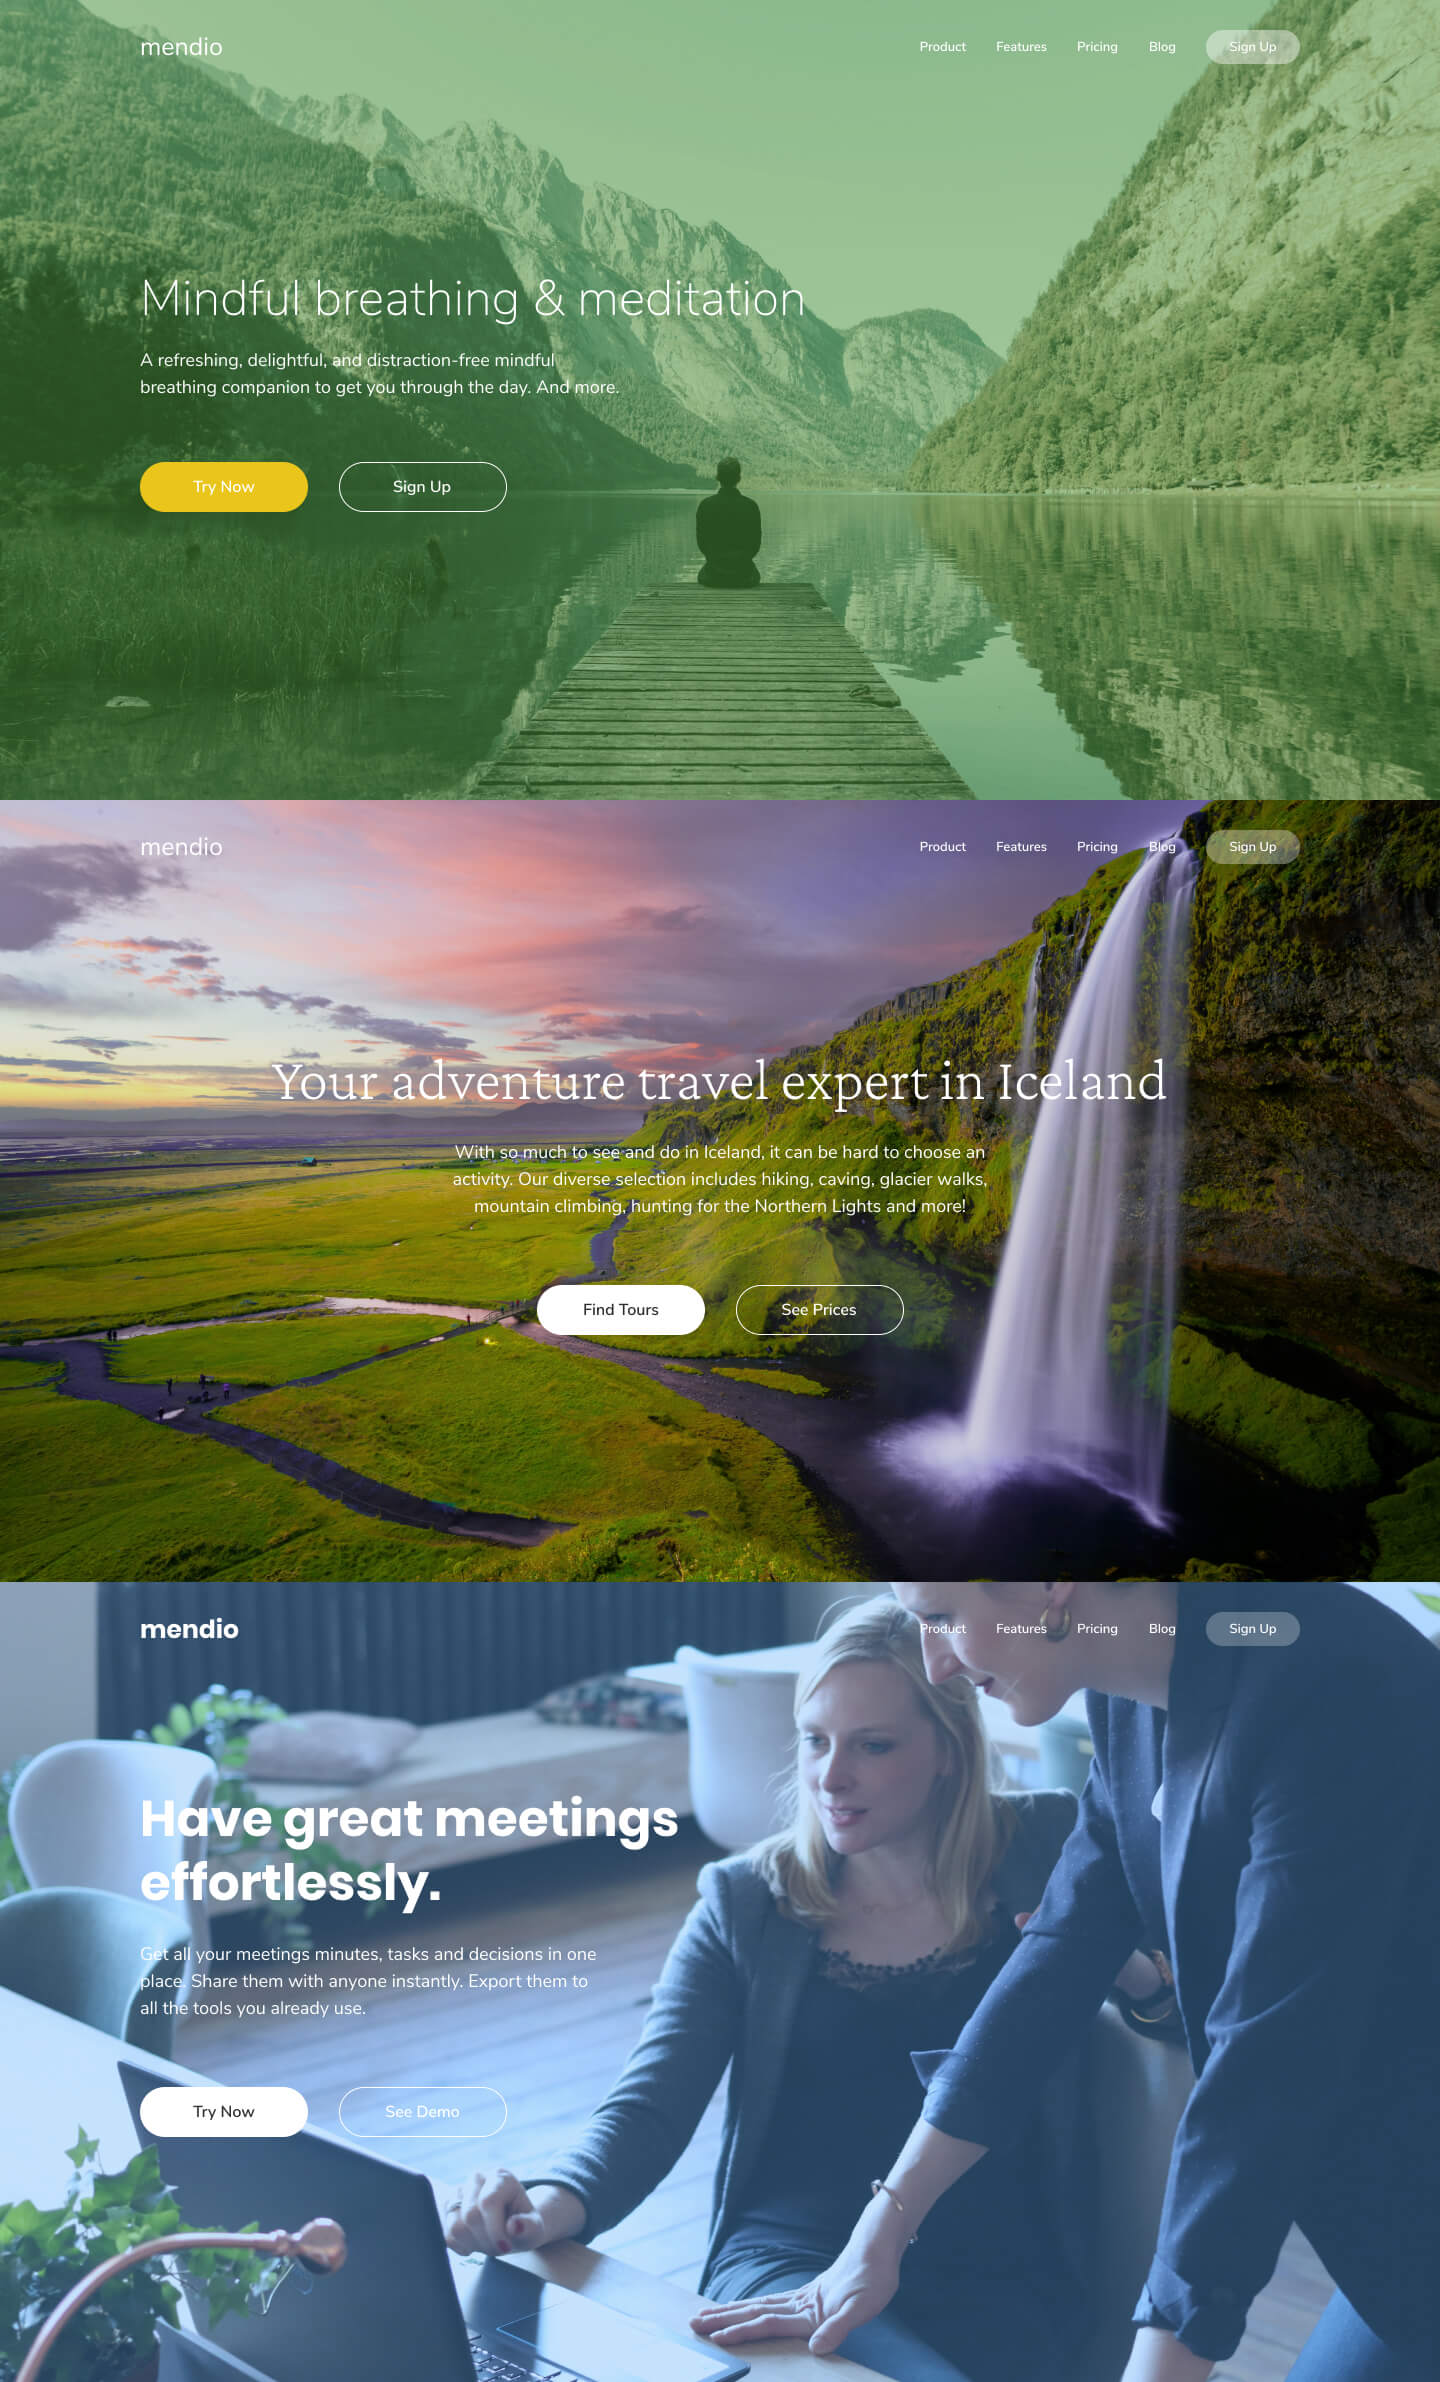 mendio
Product Features Pricing Blog Sign Up
Mindful breathing & meditation
A refreshing, delightful, and distraction-free mindful
breathing companion to get you through the day. And more.
Try Now Sign Up
mendio
Product Features Pricing Blog Sign Up
Your adventure travel expert in Iceland
With so much to see and do in Iceland, it can be hard to choose an
activity. Our diverse selection includes hiking, caving, glacier walks,
mountain climbing, hunting for the Northern Lights and more!
Find Tours See Prices
mendio
Product Features Pricing Blog Sign Up
Have great meetings
effortlessly.
Get all your meetings minutes, tasks and decisions in one
place. Share them with anyone instantly. Export them to
all the tools you already use.
Try Now See Demo